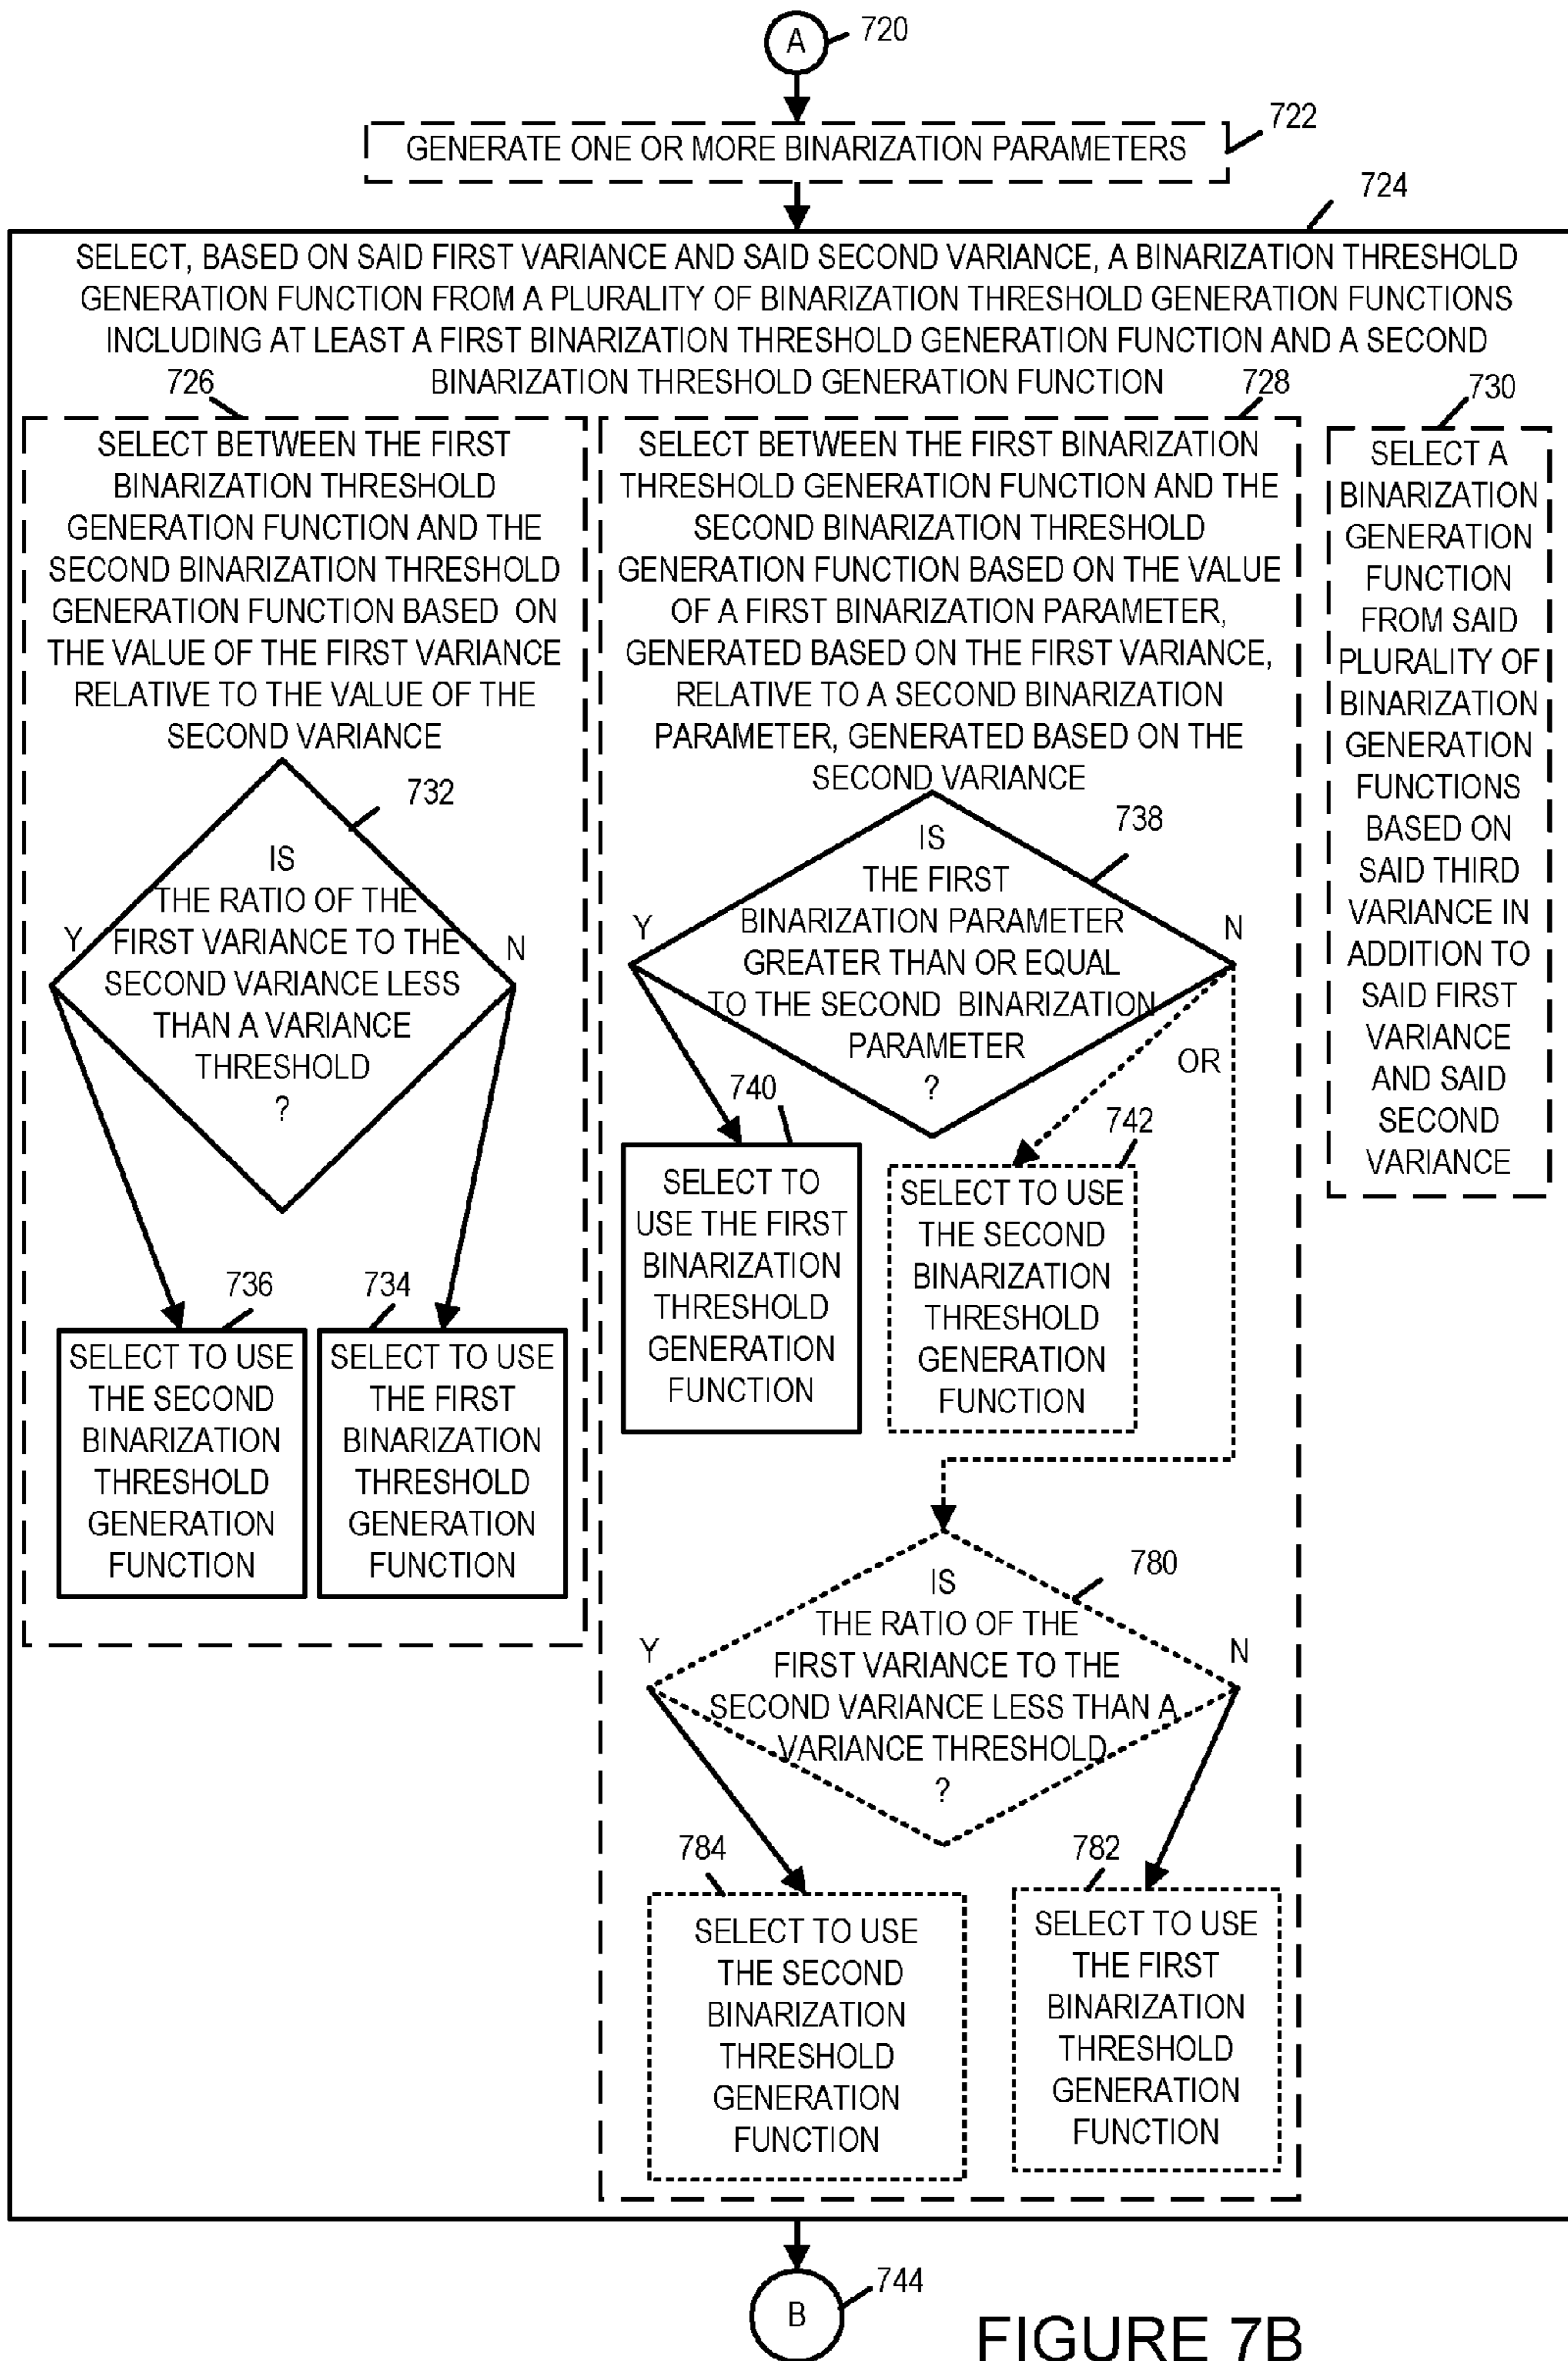 A
720
GENERATE ONE OR MORE BINARIZATION PARAMETERS
722
724
SELECT, BASED ON SAID FIRST VARIANCE AND SAID SECOND VARIANCE, A BINARIZATION THRESHOLD
GENERATION FUNCTION FROM A PLURALITY OF BINARIZATION THRESHOLD GENERATION FUNCTIONS
INCLUDING AT LEAST A FIRST BINARIZATION THRESHOLD GENERATION FUNCTION AND A SECOND
BINARIZATION THRESHOLD GENERATION FUNCTION
726
SELECT BETWEEN THE FIRST
BINARIZATION THRESHOLD
GENERATION FUNCTION AND THE
SECOND BINARIZATION THRESHOLD
GENERATION FUNCTION BASED ON
THE VALUE OF THE FIRST VARIANCE
RELATIVE TO THE VALUE OF THE
SECOND VARIANCE
732
IS
THE RATIO OF THE
FIRST VARIANCE TO THE
SECOND VARIANCE LESS
THAN A VARIANCE
THRESHOLD
?
Y
N
736
SELECT TO USE
THE SECOND
BINARIZATION
THRESHOLD
GENERATION
FUNCTION
734
SELECT TO USE
THE FIRST
BINARIZATION
THRESHOLD
GENERATION
FUNCTION
728
SELECT BETWEEN THE FIRST BINARIZATION
THRESHOLD GENERATION FUNCTION AND THE
SECOND BINARIZATION THRESHOLD
GENERATION FUNCTION BASED ON THE VALUE
OF A FIRST BINARIZATION PARAMETER,
GENERATED BASED ON THE FIRST VARIANCE,
RELATIVE TO A SECOND BINARIZATION
PARAMETER, GENERATED BASED ON THE
SECOND VARIANCE
738
IS
THE FIRST
BINARIZATION PARAMETER
GREATER THAN OR EQUAL
TO THE SECOND BINARIZATION
PARAMETER
?
Y
N
OR
740
SELECT TO
USE THE FIRST
BINARIZATION
THRESHOLD
GENERATION
FUNCTION
742
SELECT TO USE
THE SECOND
BINARIZATION
THRESHOLD
GENERATION
FUNCTION
780
IS
THE RATIO OF THE
FIRST VARIANCE TO THE
SECOND VARIANCE LESS THAN A
VARIANCE THRESHOLD
?
Y
N
784
SELECT TO USE
THE SECOND
BINARIZATION
THRESHOLD
GENERATION
FUNCTION
782
SELECT TO USE
THE FIRST
BINARIZATION
THRESHOLD
GENERATION
FUNCTION
730
SELECT A
BINARIZATION
GENERATION
FUNCTION
FROM SAID
PLURALITY OF
BINARIZATION
GENERATION
FUNCTIONS
BASED ON
SAID THIRD
VARIANCE IN
ADDITION TO
SAID FIRST
VARIANCE
AND SAID
SECOND
VARIANCE
B
744
FIGURE 7B